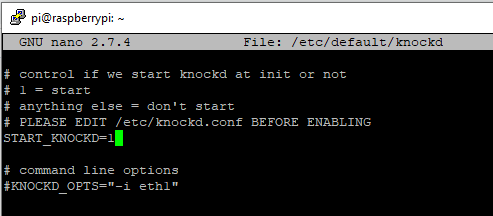 pi@raspberrypi: ~
GNU nano 2.7.4 File: /etc/default/knockd
# control if we start knockd at init or not
# 1 = start
# anything else = don't start
# PLEASE EDIT /etc/knockd.conf BEFORE ENABLING
START_KNOCKD=1
# command line options
#KNOCKD_OPTS="-i eth1"